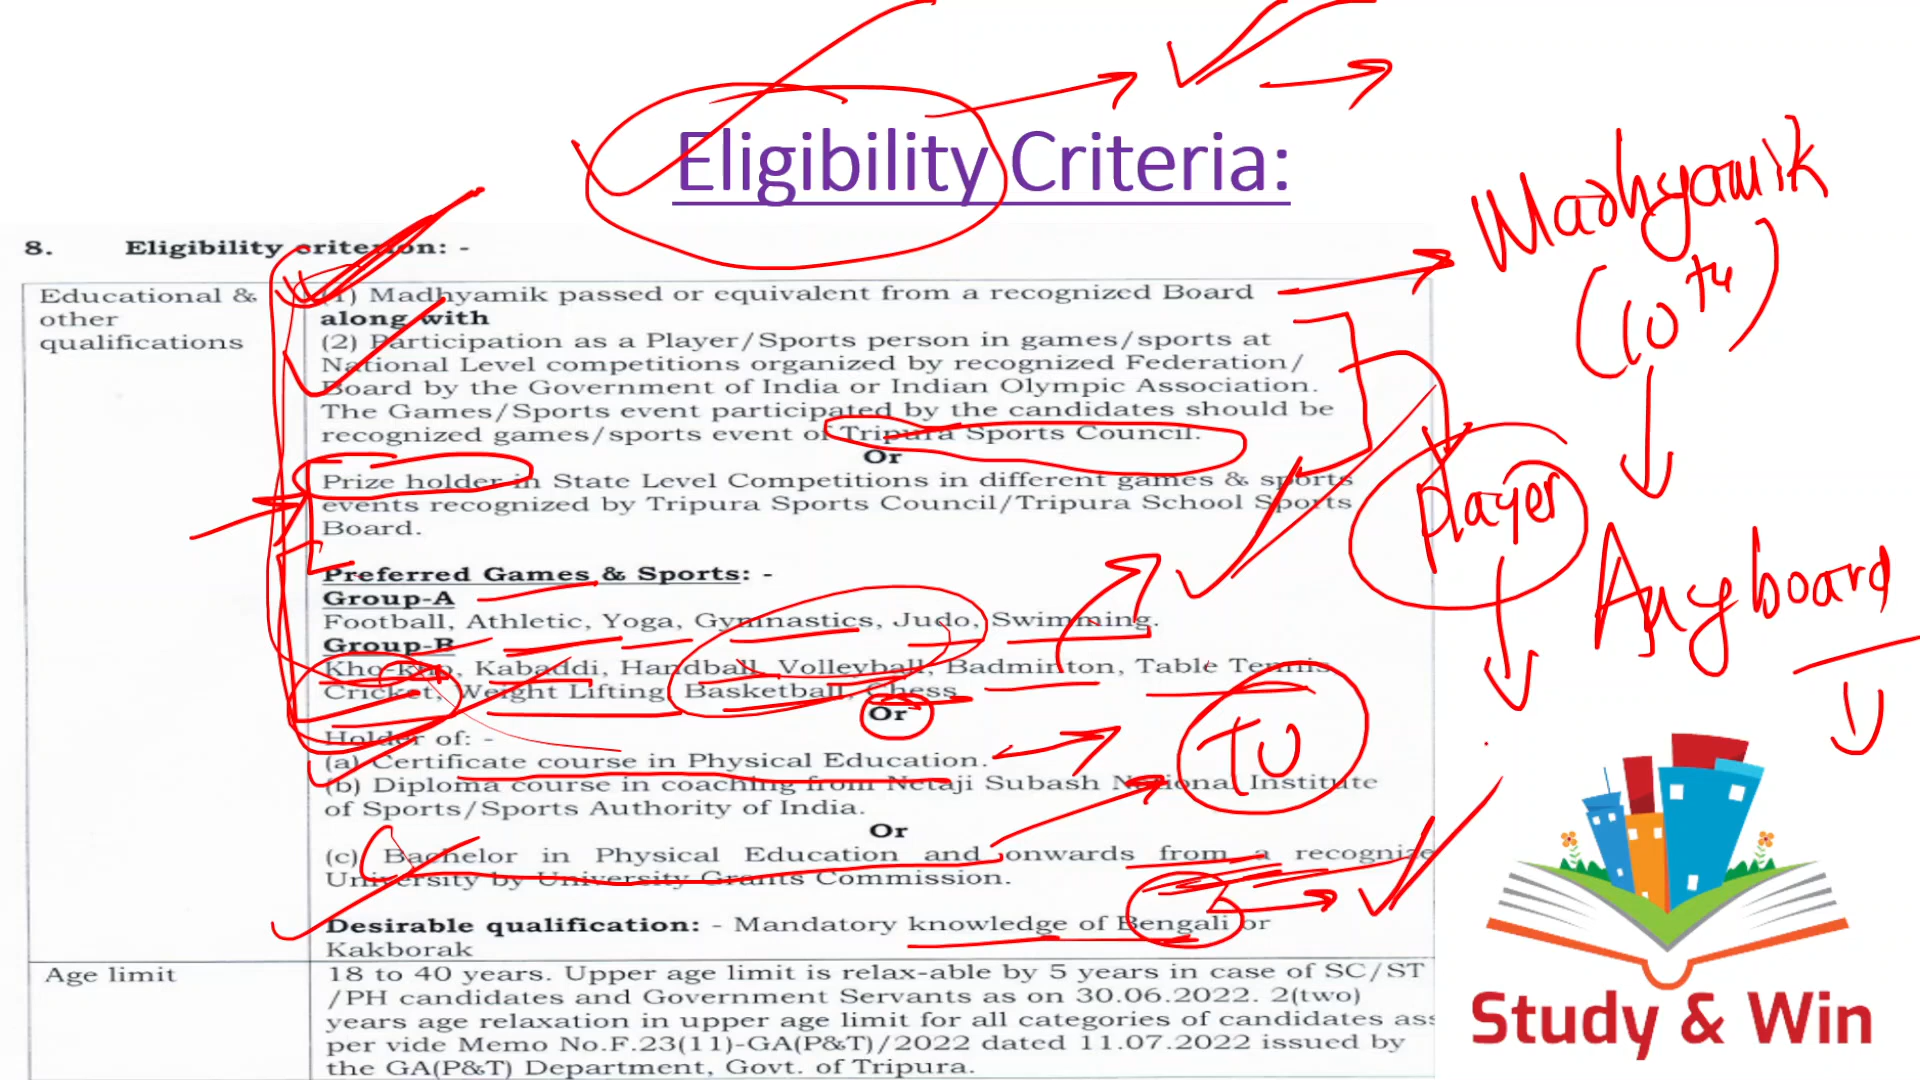 Eligibility Criteria:
8. Eligibility criterion: -
Educational & other qualifications
(1) Madhyamik passed or equivalent from a recognized Board
along with
(2) Participation as a Player/Sports person in games/sports at
National Level competitions organized by recognized Federation/
Board by the Government of India or Indian Olympic Association.
The Games/Sports event participated by the candidates should be
recognized games/sports event of Tripura Sports Council.
Or
Prize holder in State Level Competitions in different games & sports
events recognized by Tripura Sports Council/Tripura School Sports
Board.
Preferred Games & Sports: -
Group-A
Football, Athletic, Yoga, Gymnastics, Judo, Swimming.
Group-B
Kho-kho, Kabaddi, Handball, Volleyball, Badminton, Table Tennis
Cricket, Weight Lifting, Basketball, Chess
Or
Holder of: -
(a) Certificate course in Physical Education.
(b) Diploma course in coaching from Netaji Subash National Institute
of Sports/Sports Authority of India.
Or
(c) Bachelor in Physical Education and onwards from a recognize
University by University Grants Commission.
Desirable qualification: - Mandatory knowledge of Bengali or
Kakborak
Age limit
18 to 40 years. Upper age limit is relax-able by 5 years in case of SC/ST
/PH candidates and Government Servants as on 30.06.2022. 2(two)
years age relaxation in upper age limit for all categories of candidates as
per vide Memo No.F.23(11)-GA(P&T)/2022 dated 11.07.2022 issued by
the GA(P&T) Department, Govt. of Tripura.
Madhyamik
(10th)
player
Any board
TU
Study & Win